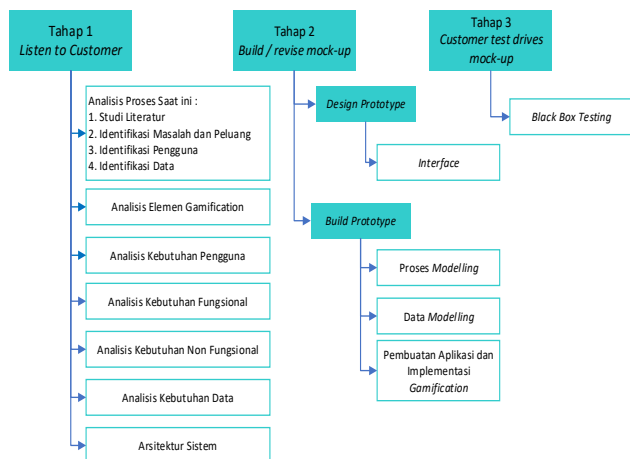 Tahap 1
Listen to Customer
Analisis Proses Saat ini :
1. Studi Literatur
2. Identifikasi Masalah dan Peluang
3. Identifikasi Pengguna
4. Identifikasi Data
Analisis Elemen Gamification
Analisis Kebutuhan Pengguna
Analisis Kebutuhan Fungsional
Analisis Kebutuhan Non Fungsional
Analisis Kebutuhan Data
Arsitektur Sistem
Tahap 2
Build / revise mock-up
Design Prototype
Interface
Build Prototype
Proses Modelling
Data Modelling
Pembuatan Aplikasi dan
Implementasi
Gamification
Tahap 3
Customer test drives
mock-up
Black Box Testing